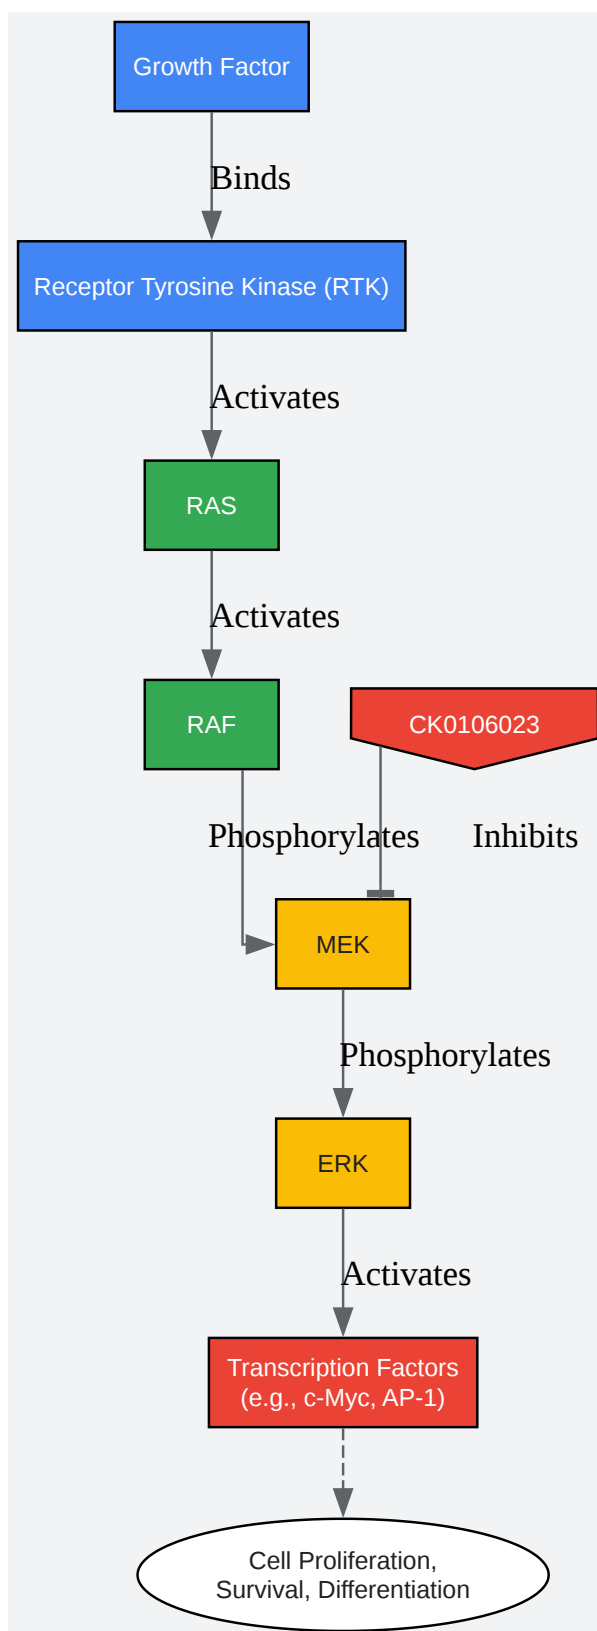 Growth Factor
Binds
Receptor Tyrosine Kinase (RTK)
Activates
RAS
Activates
RAF
CK0106023
Phosphorylates
Inhibits
MEK
Phosphorylates
ERK
Activates
Transcription Factors
(e.g., c-Myc, AP-1)
Cell Proliferation,
Survival, Differentiation